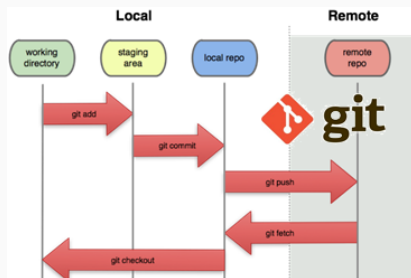 Local
Remote
working
directory
staging
area
local repo
remote
repo
git add
git
git commit
git push
git fetch
git checkout